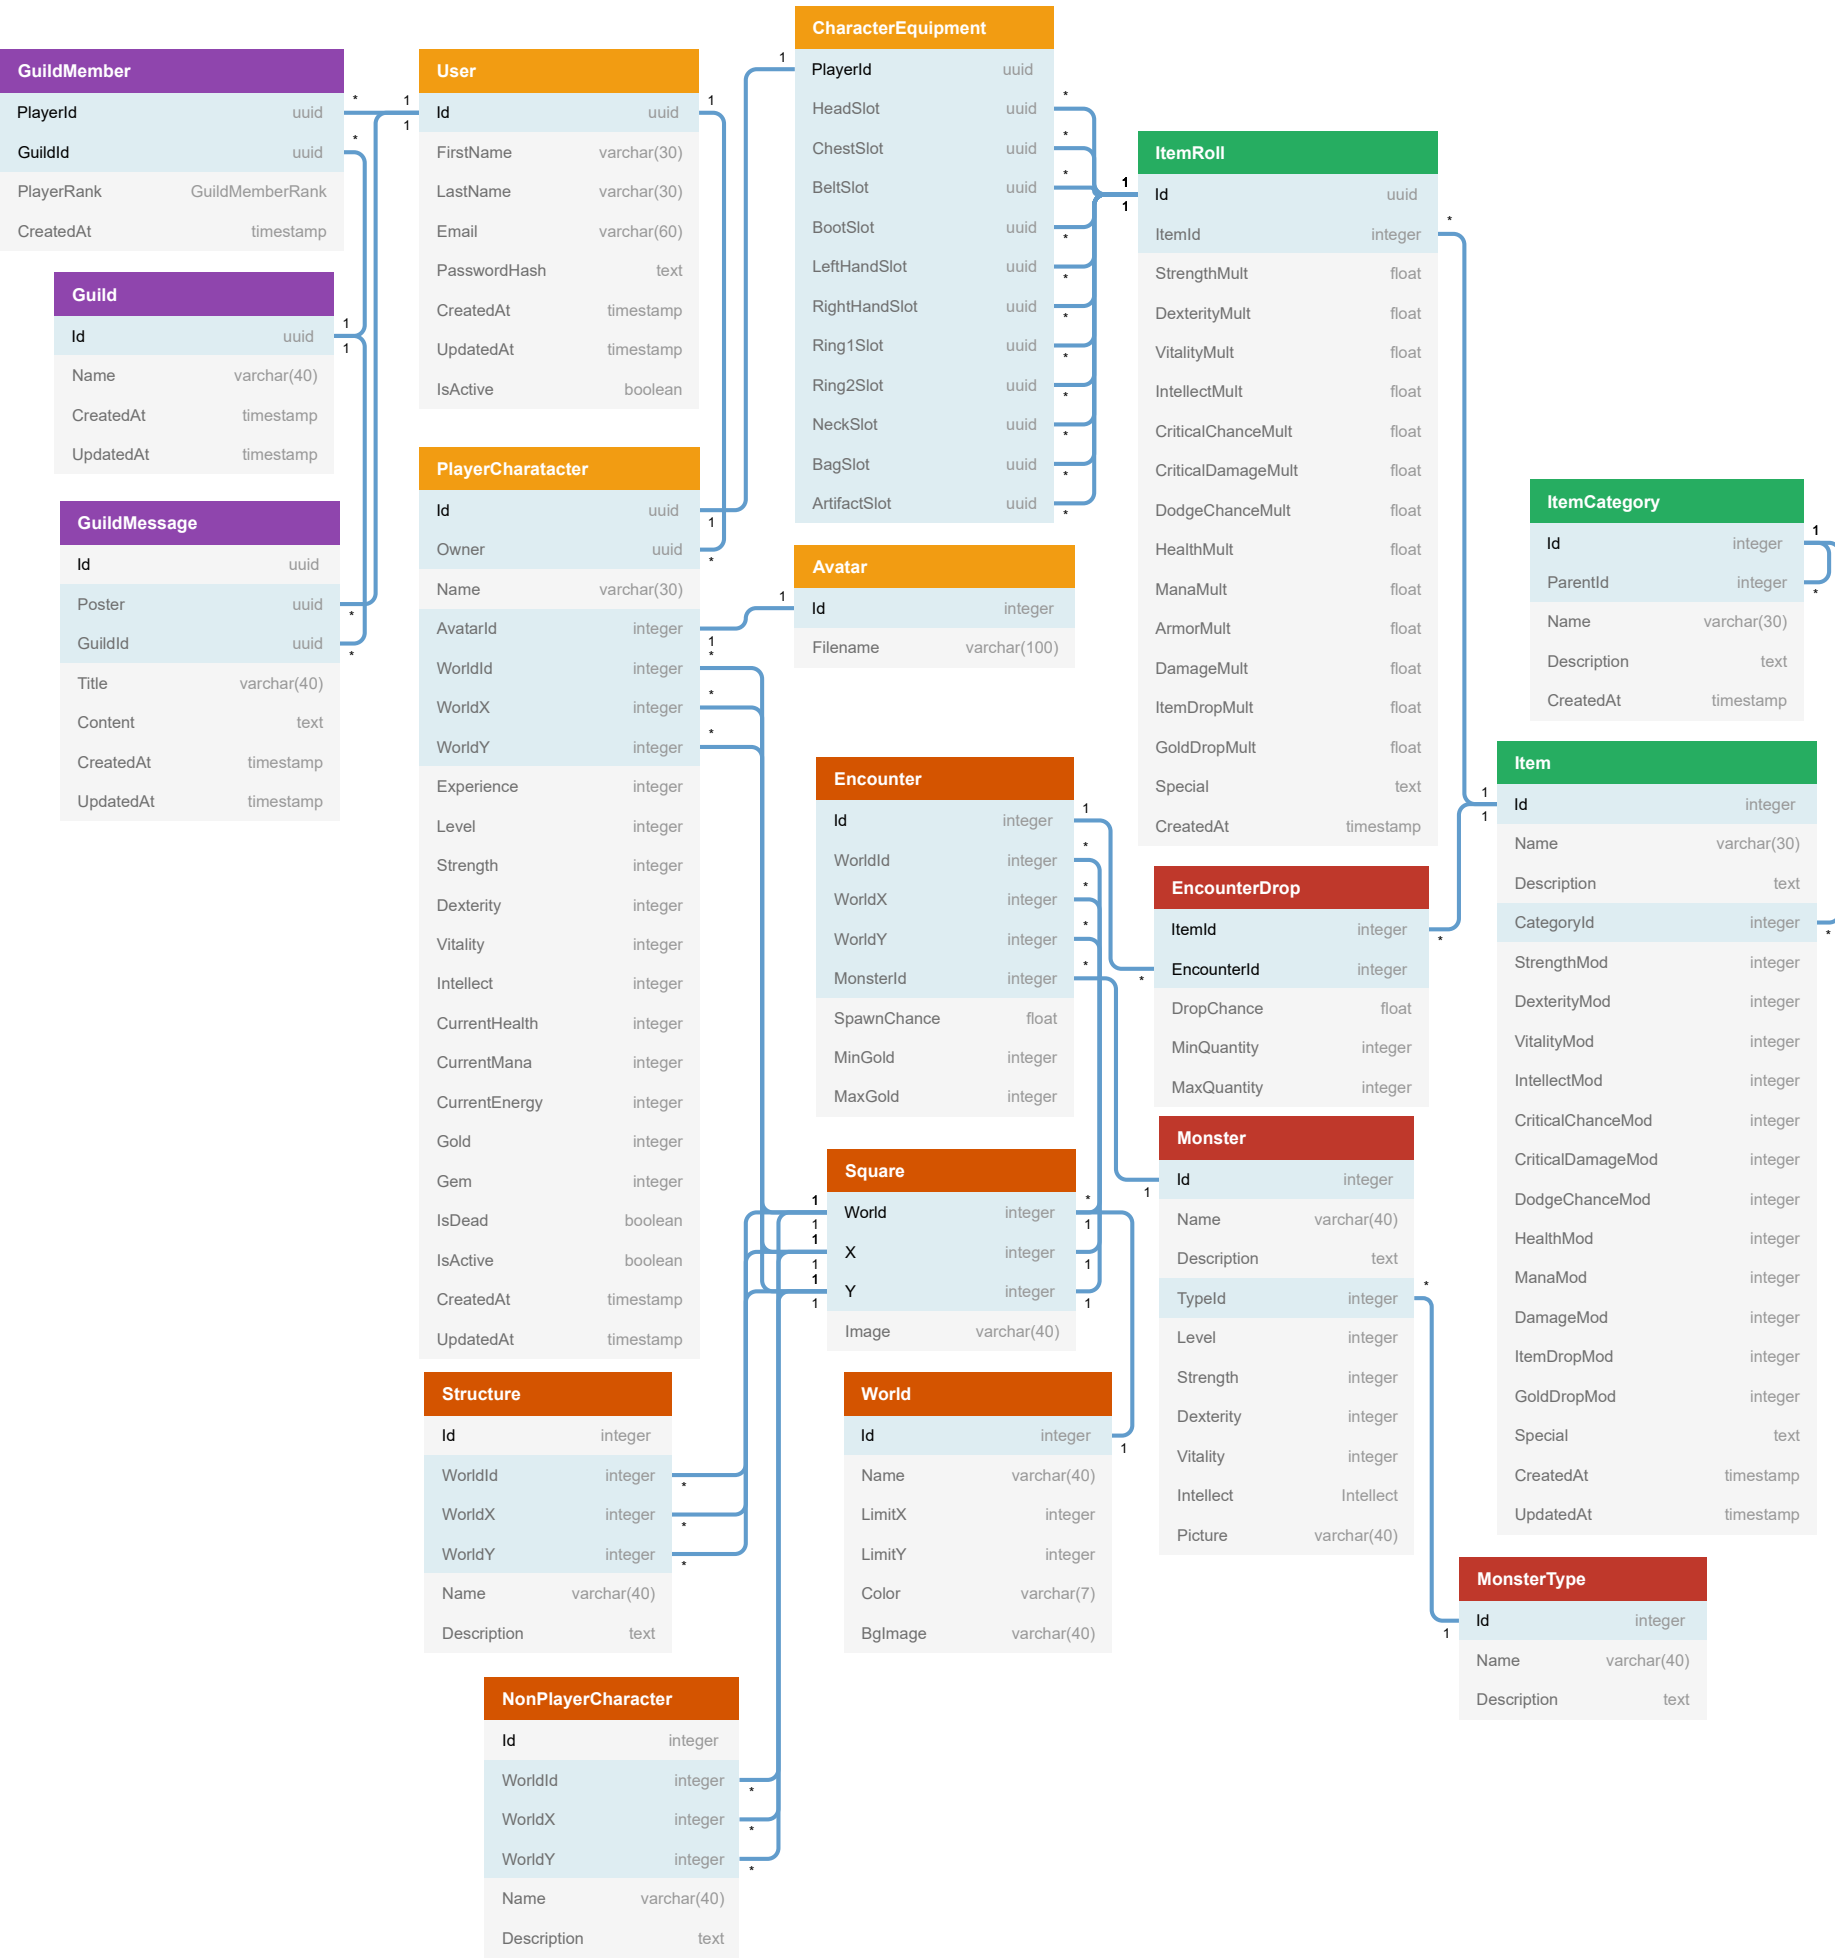 GuildMember
PlayerId uuid
GuildId uuid
PlayerRank GuildMemberRank
CreatedAt timestamp
Guild
Id uuid
Name varchar(40)
CreatedAt timestamp
UpdatedAt timestamp
GuildMessage
Id uuid
Poster uuid
GuildId uuid
Title varchar(40)
Content text
CreatedAt timestamp
UpdatedAt timestamp
User
Id uuid
FirstName varchar(30)
LastName varchar(30)
Email varchar(60)
PasswordHash text
CreatedAt timestamp
UpdatedAt timestamp
IsActive boolean
PlayerCharatacter
Id uuid
Owner uuid
Name varchar(30)
AvatarId integer
WorldId integer
WorldX integer
WorldY integer
Experience integer
Level integer
Strength integer
Dexterity integer
Vitality integer
Intellect integer
CurrentHealth integer
CurrentMana integer
CurrentEnergy integer
Gold integer
Gem integer
IsDead boolean
IsActive boolean
CreatedAt timestamp
UpdatedAt timestamp
Structure
Id integer
WorldId integer
WorldX integer
WorldY integer
Name varchar(40)
Description text
NonPlayerCharacter
Id integer
WorldId integer
WorldX integer
WorldY integer
Name varchar(40)
Description text
CharacterEquipment
PlayerId uuid
HeadSlot uuid
ChestSlot uuid
BeltSlot uuid
BootSlot uuid
LeftHandSlot uuid
RightHandSlot uuid
Ring1Slot uuid
Ring2Slot uuid
NeckSlot uuid
BagSlot uuid
ArtifactSlot uuid
Avatar
Id integer
Filename varchar(100)
Encounter
Id integer
WorldId integer
WorldX integer
WorldY integer
MonsterId integer
SpawnChance float
MinGold integer
MaxGold integer
Square
World integer
X integer
Y integer
Image varchar(40)
World
Id integer
Name varchar(40)
LimitX integer
LimitY integer
Color varchar(7)
BgImage varchar(40)
ItemRoll
Id uuid
ItemId integer
StrengthMult float
DexterityMult float
VitalityMult float
IntellectMult float
CriticalChanceMult float
CriticalDamageMult float
DodgeChanceMult float
HealthMult float
ManaMult float
ArmorMult float
DamageMult float
ItemDropMult float
GoldDropMult float
Special text
CreatedAt timestamp
EncounterDrop
ItemId integer
EncounterId integer
DropChance float
MinQuantity integer
MaxQuantity integer
Monster
Id integer
Name varchar(40)
Description text
TypeId integer
Level integer
Strength integer
Dexterity integer
Vitality integer
Intellect Intellect
Picture varchar(40)
ItemCategory
Id integer
ParentId integer
Name varchar(30)
Description text
CreatedAt timestamp
Item
Id integer
Name varchar(30)
Description text
CategoryId integer
StrengthMod integer
DexterityMod integer
VitalityMod integer
IntellectMod integer
CriticalChanceMod integer
CriticalDamageMod integer
DodgeChanceMod integer
HealthMod integer
ManaMod integer
DamageMod integer
ItemDropMod integer
GoldDropMod integer
Special text
CreatedAt timestamp
UpdatedAt timestamp
MonsterType
Id integer
Name varchar(40)
Description text